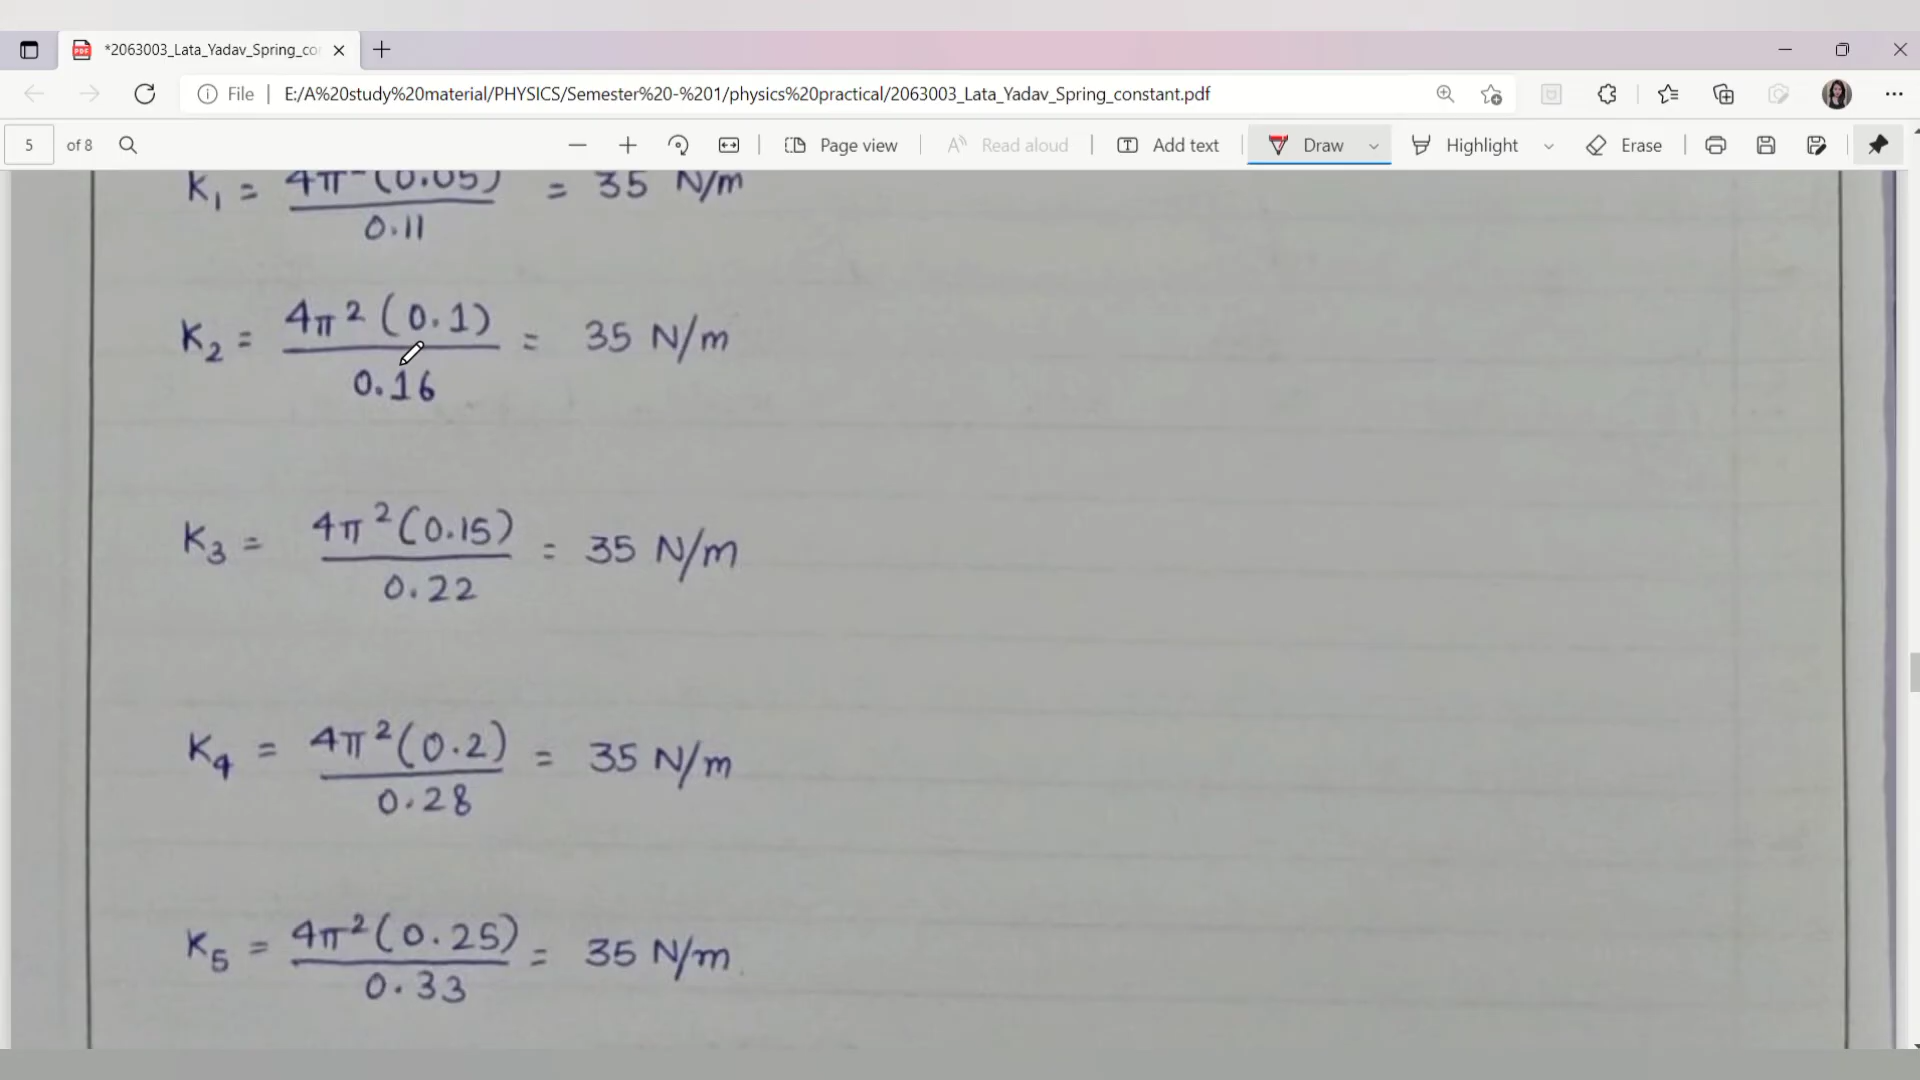 *2063003_Lata_Yadav_Spring_co
File
E:/A%20study%20material/PHYSICS/Semester%20-%201/physics%20practical/2063003_Lata_Yadav_Spring_constant.pdf
5 of 8 Page view Read aloud Add text Draw Highlight Erase
K₁ = 4π²(0.05) / 0.11 = 35 N/m
K₂ = 4π²(0.1) / 0.16 = 35 N/m
K₃ = 4π²(0.15) / 0.22 = 35 N/m
K₄ = 4π²(0.2) / 0.28 = 35 N/m
K₅ = 4π²(0.25) / 0.33 = 35 N/m